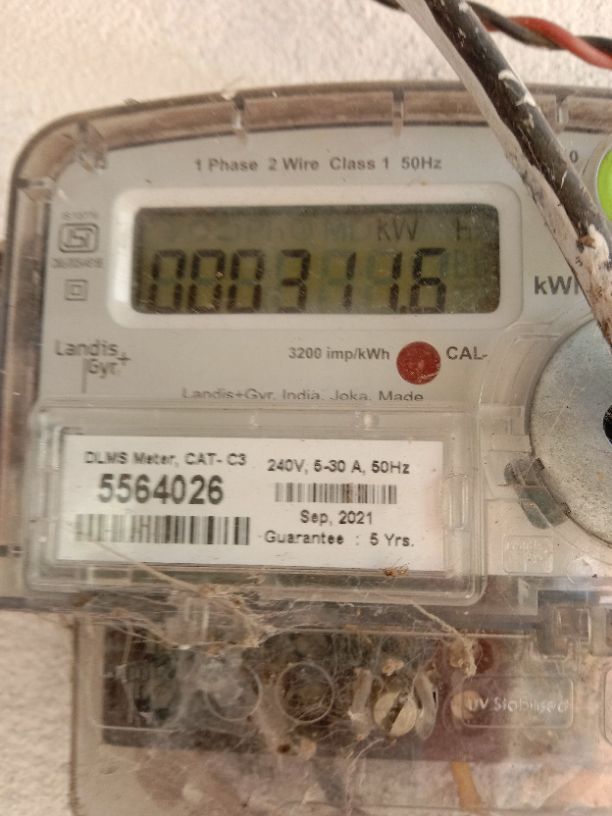 1 Phase 2 Wire Class 1 50Hz
kW H
000311.6
kWh
Landis
Gyr+
3200 imp/kWh CAL-
Landis+Gyr, India, Joka, Made
DLMS Meter, CAT- C3
5564026
240V, 5-30 A, 50Hz
Sep, 2021
Guarantee : 5 Yrs.
UV Stabilised